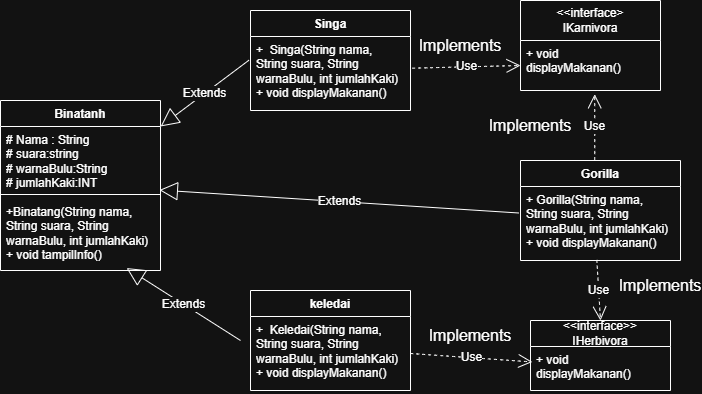 Singa
+  Singa(String nama,
String suara, String
warnaBulu, int jumlahKaki)
+ void displayMakanan()
Implements
Use
<<interface>
IKarnivora
+ void
displayMakanan()
Extends
Implements
Use
Binatanh
# Nama : String
# suara:string
# warnaBulu:String
# jumlahKaki:INT
+Binatang(String nama,
String suara, String
warnaBulu, int jumlahKaki)
+ void tampilInfo()
Extends
Gorilla
+ Gorilla(String nama,
String suara, String
warnaBulu, int jumlahKaki)
+ void displayMakanan()
Use
Implements
Extends
keledai
+  Keledai(String nama,
String suara, String
warnaBulu, int jumlahKaki)
+ void displayMakanan()
Implements
Use
<<interface>>
IHerbivora
+ void
displayMakanan()